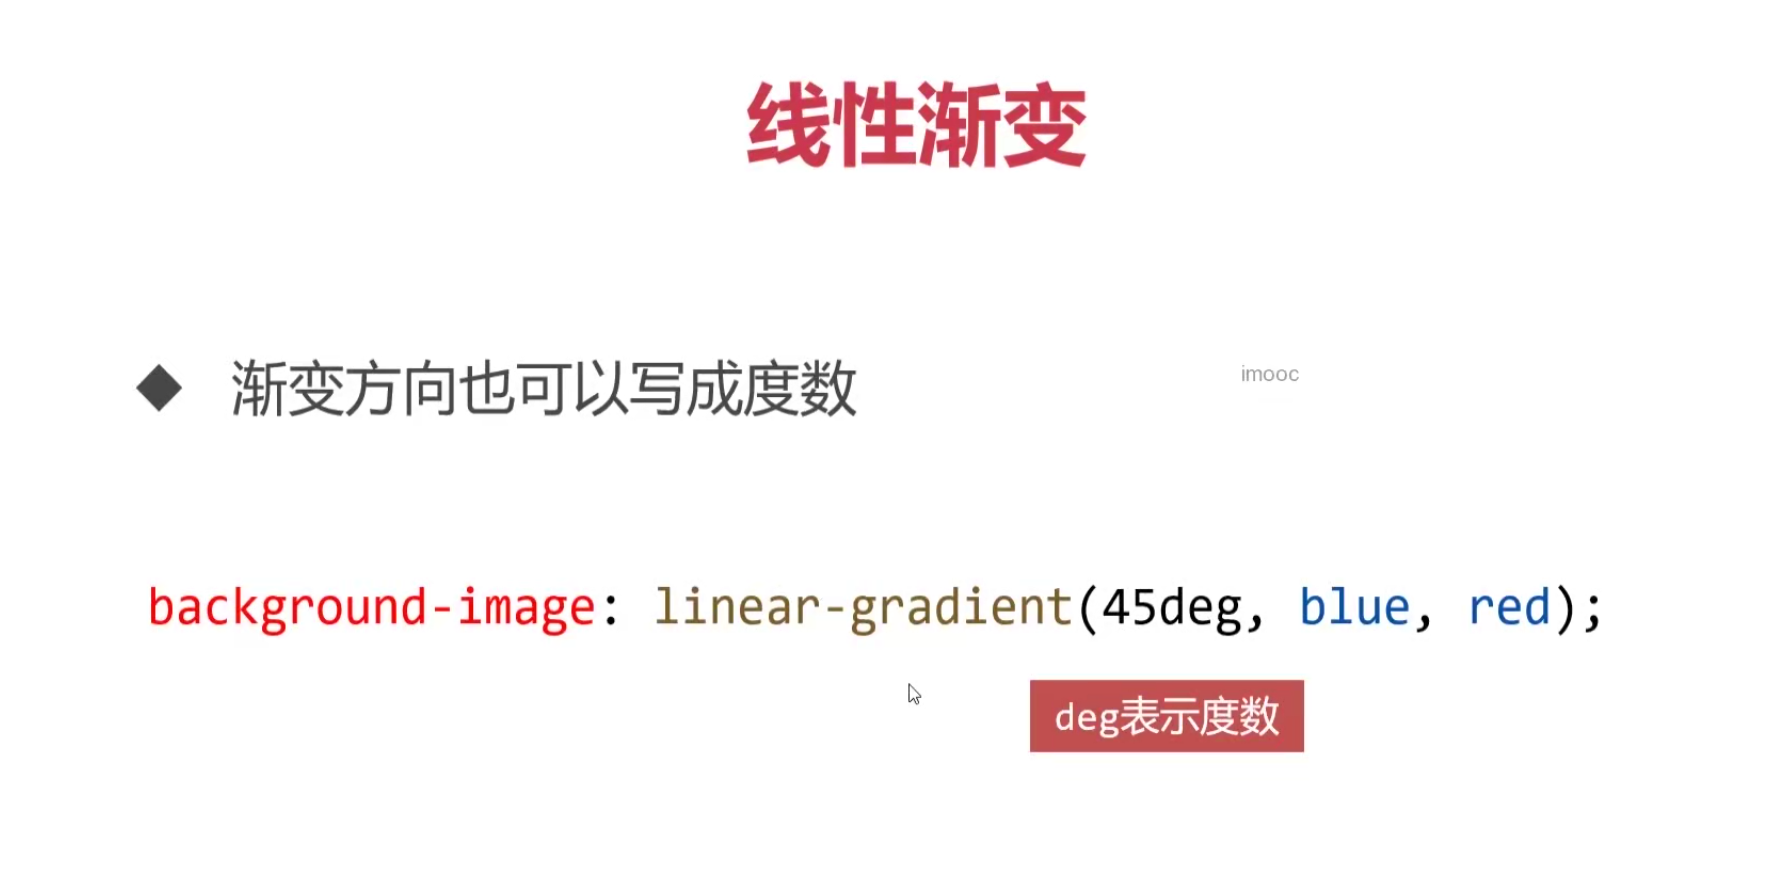 线性渐变
◆ 渐变方向也可以写成度数
imooc
background-image: linear-gradient(45deg, blue, red);
deg表示度数